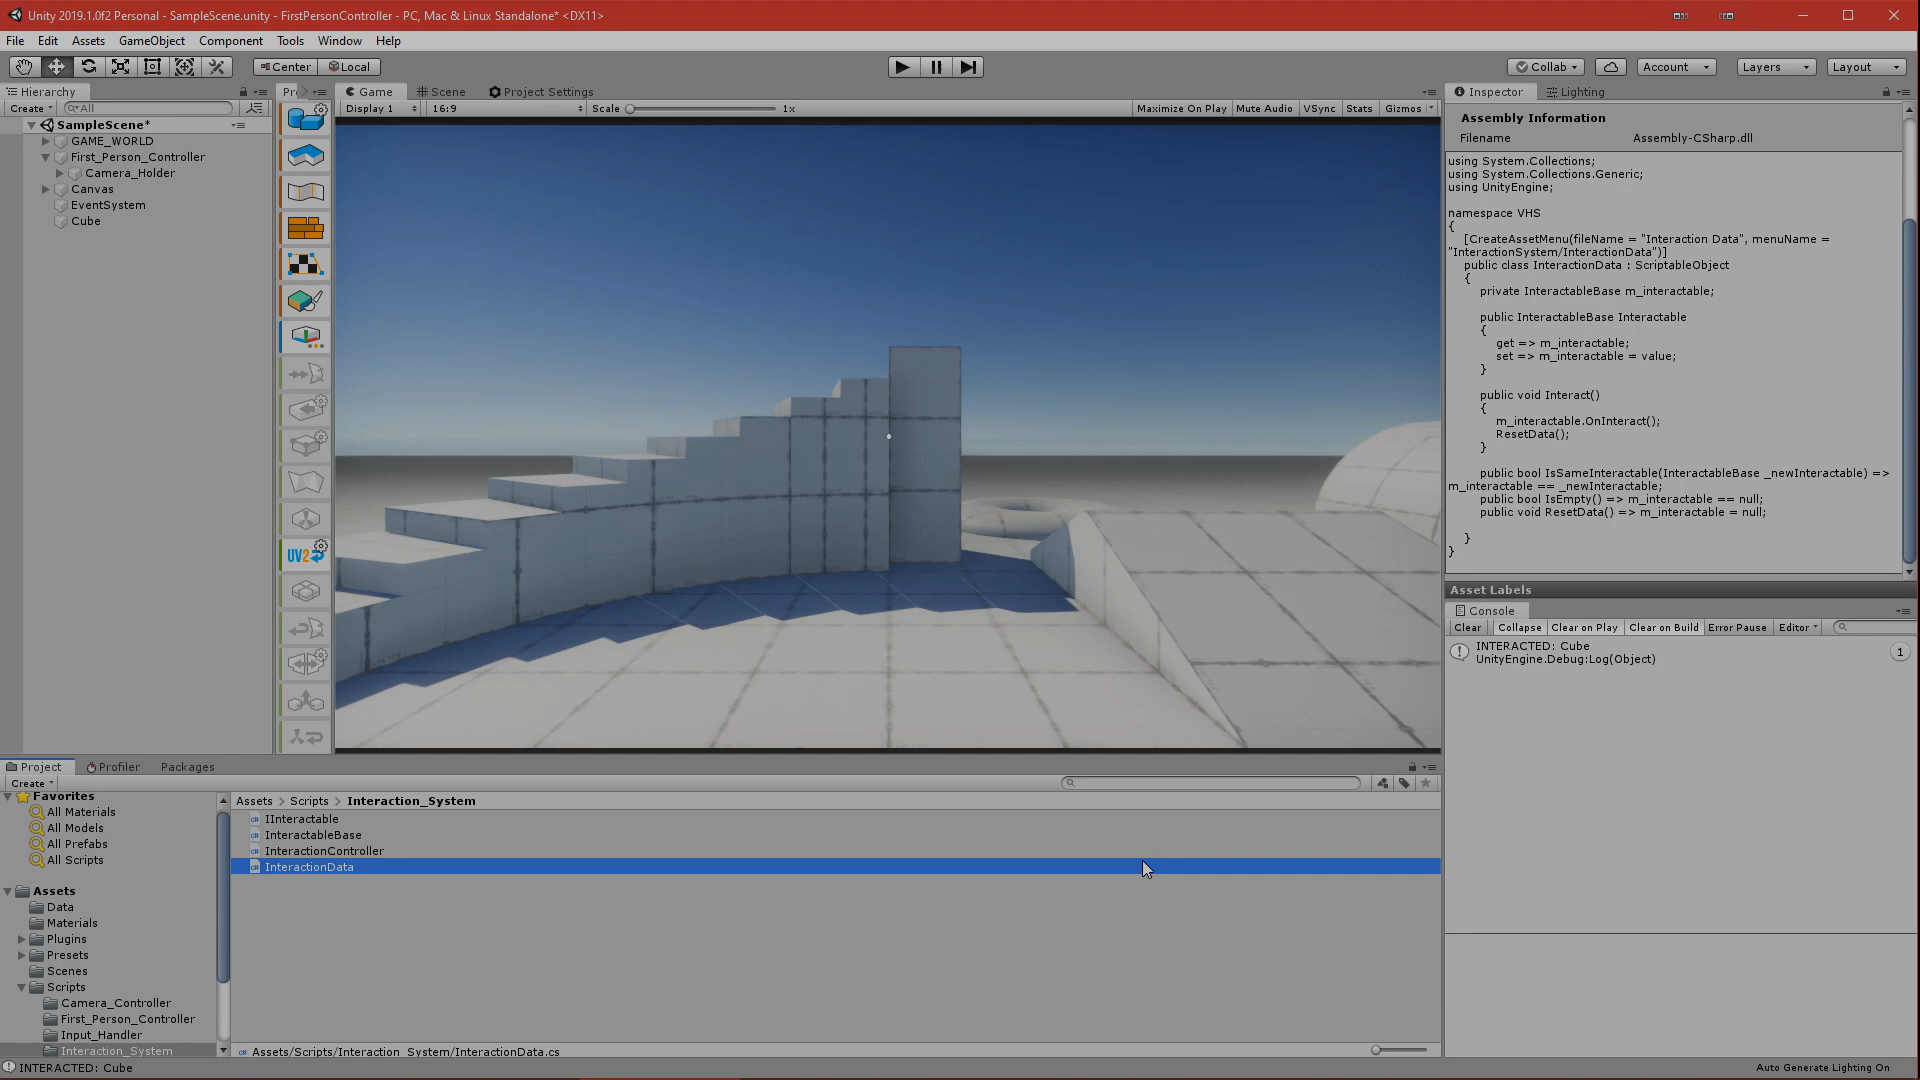 Unity 2019.1.0f2 Personal - SampleScene.unity - FirstPersonController - PC, Mac & Linux Standalone* <DX11>
File Edit Assets GameObject Component Tools Window Help
Center Local Collab Account Layers Layout
Hierarchy
Create All
SampleScene*
GAME_WORLD
First_Person_Controller
Camera_Holder
Canvas
EventSystem
Cube
Pr
UV2
Game Scene Project Settings
Display 1 16:9 Scale 1x Maximize On Play Mute Audio VSync Stats Gizmos
Inspector Lighting
Assembly Information
Filename Assembly-CSharp.dll
using System.Collections;
using System.Collections.Generic;
using UnityEngine;
namespace VHS
{
[CreateAssetMenu(fileName = "Interaction Data", menuName =
"InteractionSystem/InteractionData")]
public class InteractionData : ScriptableObject
{
private InteractableBase m_interactable;
public InteractableBase Interactable
{
get => m_interactable;
set => m_interactable = value;
}
public void Interact()
{
m_interactable.OnInteract();
ResetData();
}
public bool IsSameInteractable(InteractableBase _newInteractable) =>
m_interactable == _newInteractable;
public bool IsEmpty() => m_interactable == null;
public void ResetData() => m_interactable = null;
}
}
Asset Labels
Console
Clear Collapse Clear on Play Clear on Build Error Pause Editor
INTERACTED: Cube
UnityEngine.Debug:Log(Object)
1
Project Profiler Packages
Create
Favorites
All Materials
All Models
All Prefabs
All Scripts
Assets
Data
Materials
Plugins
Presets
Scenes
Scripts
Camera_Controller
First_Person_Controller
Input_Handler
Interaction_System
Assets > Scripts > Interaction_System
IInteractable
InteractableBase
InteractionController
InteractionData
Assets/Scripts/Interaction_System/InteractionData.cs
INTERACTED: Cube
Auto Generate Lighting On